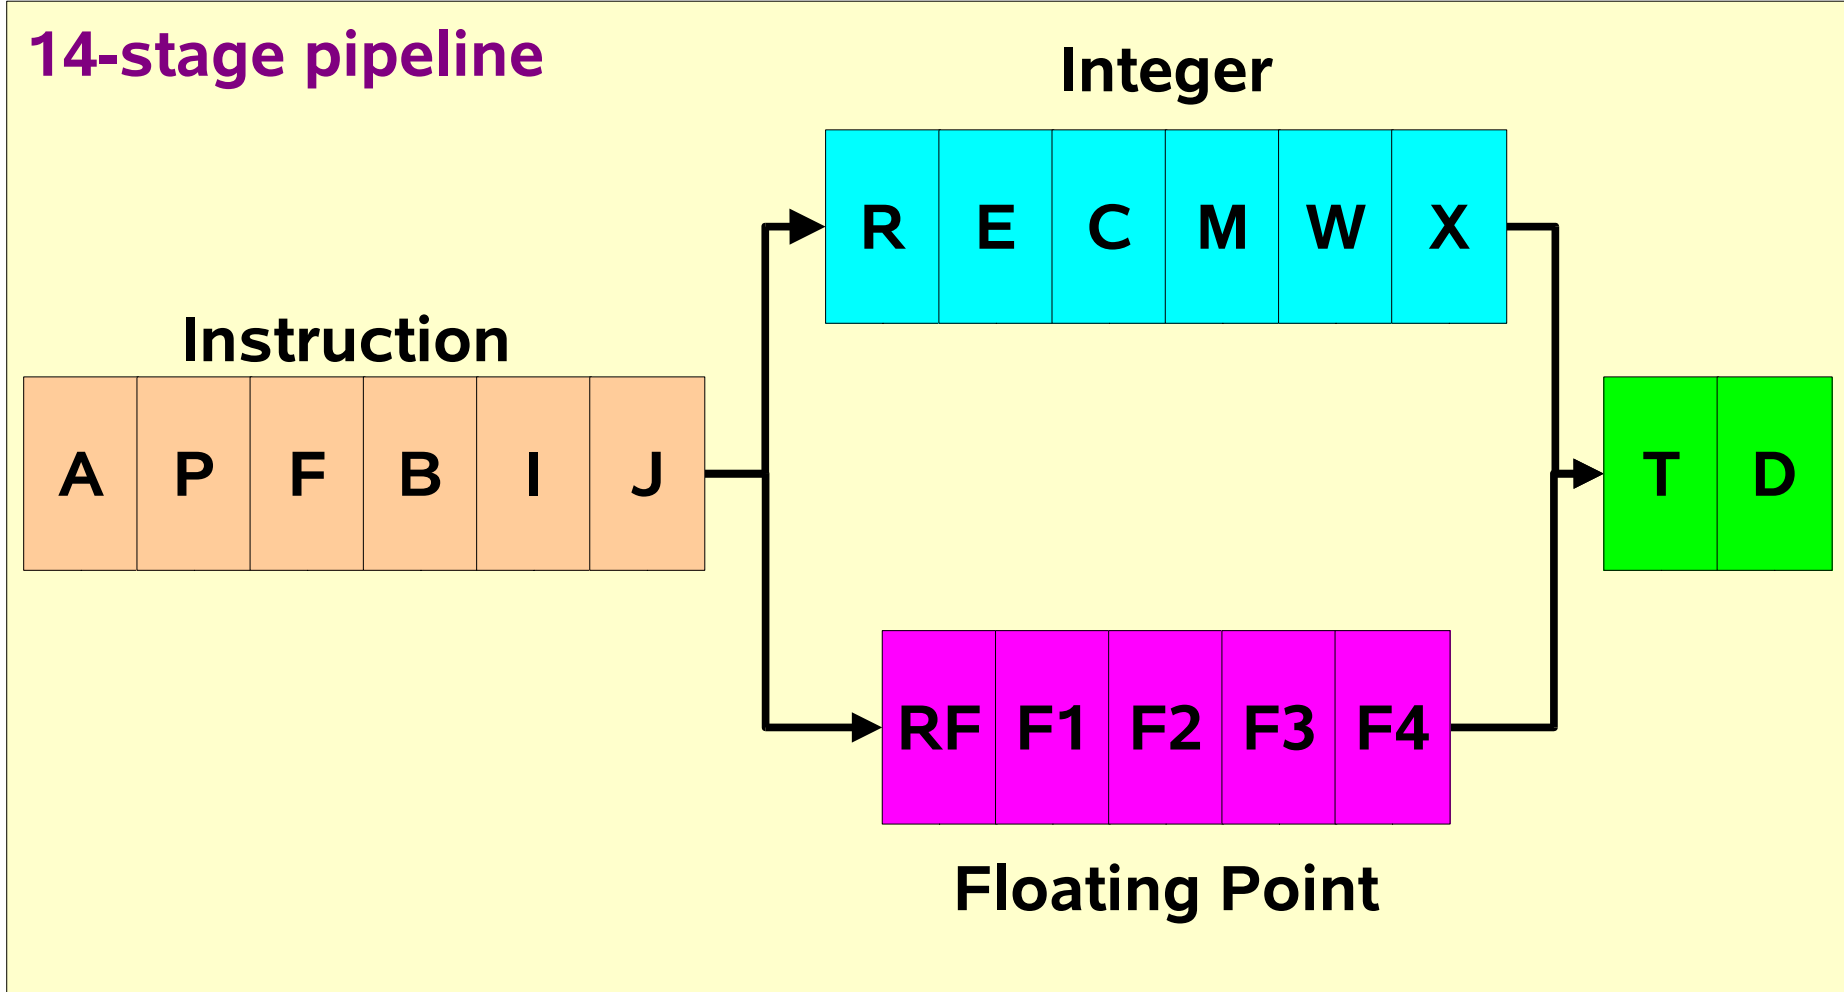 14-stage pipeline
Integer
R E C M W X
Instruction
A P F B I J
T D
RF F1 F2 F3 F4
Floating Point